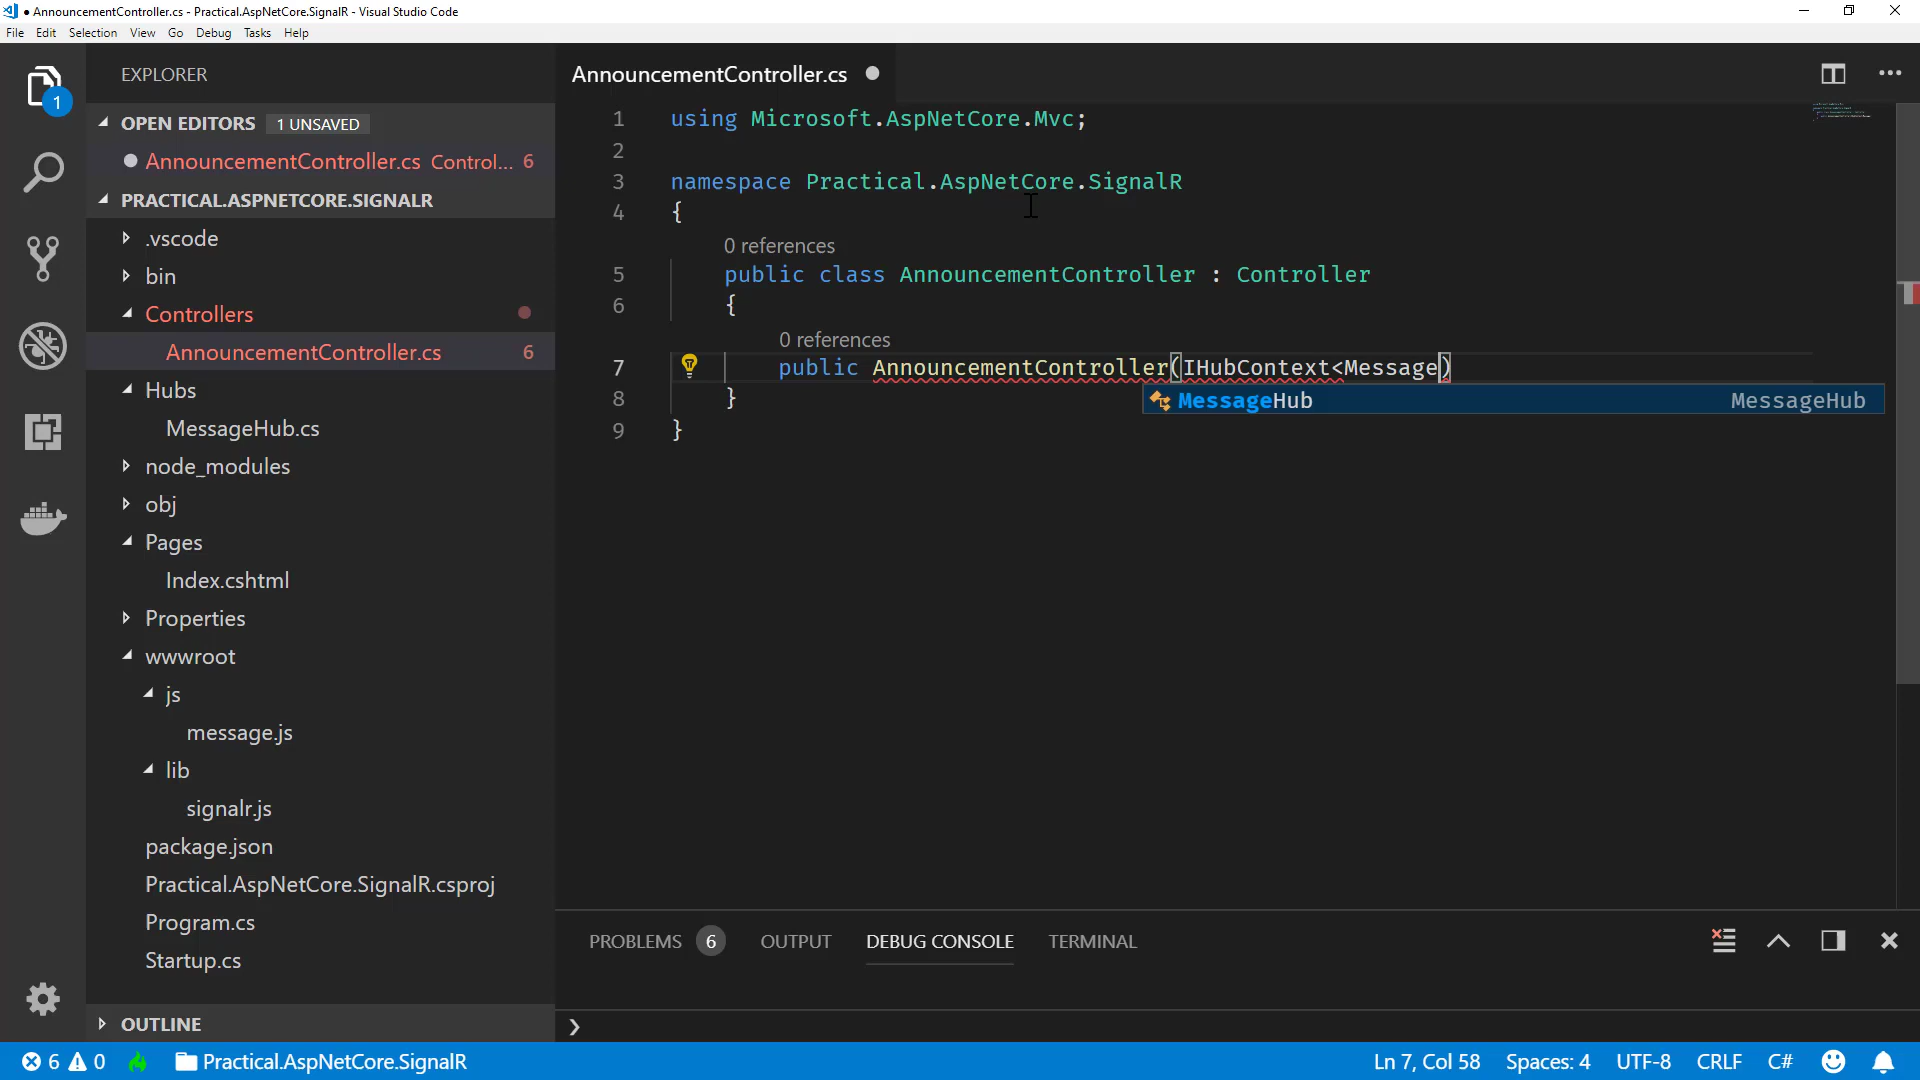 ● AnnouncementController.cs - Practical.AspNetCore.SignalR - Visual Studio Code
File Edit Selection View Go Debug Tasks Help
1
EXPLORER
OPEN EDITORS 1 UNSAVED
AnnouncementController.cs Control... 6
PRACTICAL.ASPNETCORE.SIGNALR
.vscode
bin
Controllers
AnnouncementController.cs 6
Hubs
MessageHub.cs
node_modules
obj
Pages
Index.cshtml
Properties
wwwroot
js
message.js
lib
signalr.js
package.json
Practical.AspNetCore.SignalR.csproj
Program.cs
Startup.cs
OUTLINE
AnnouncementController.cs
1 using Microsoft.AspNetCore.Mvc;
2
3 namespace Practical.AspNetCore.SignalR
4 {
0 references
5 public class AnnouncementController : Controller
6 {
0 references
7 public AnnouncementController(IHubContext<Message)
MessageHub MessageHub
8 }
9 }
PROBLEMS 6 OUTPUT DEBUG CONSOLE TERMINAL
6 0 Practical.AspNetCore.SignalR Ln 7, Col 58 Spaces: 4 UTF-8 CRLF C#